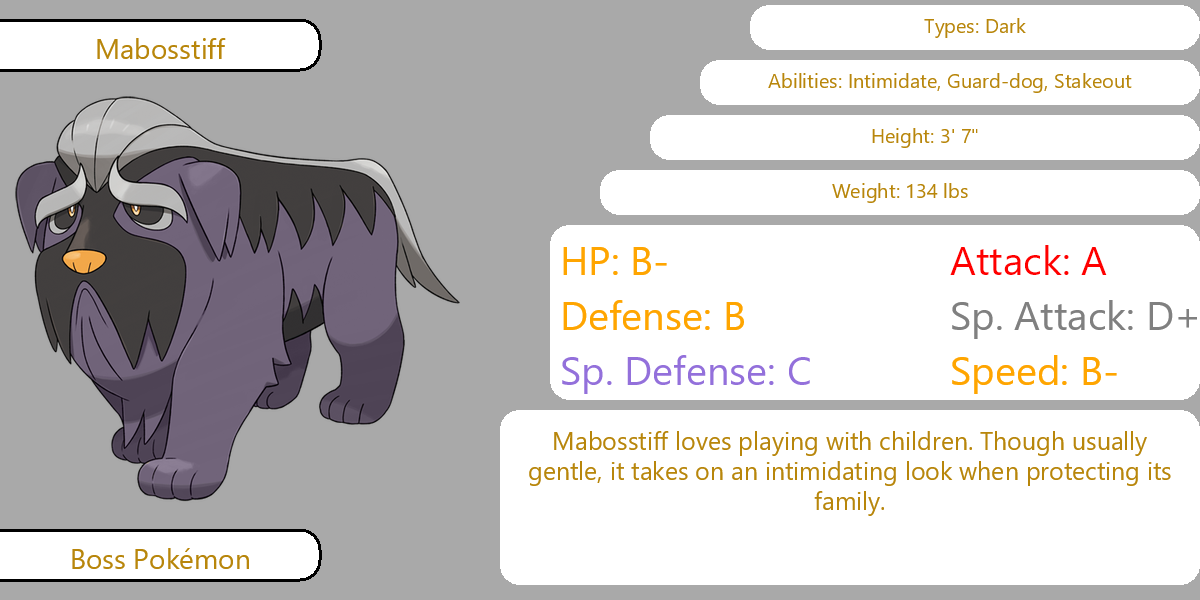 Mabosstiff
Types: Dark
Abilities: Intimidate, Guard-dog, Stakeout
Height: 3' 7"
Weight: 134 lbs
HP: B-
Attack: A
Defense: B
Sp. Attack: D+
Sp. Defense: C
Speed: B-
Mabosstiff loves playing with children. Though usually
gentle, it takes on an intimidating look when protecting its
family.
Boss Pokémon